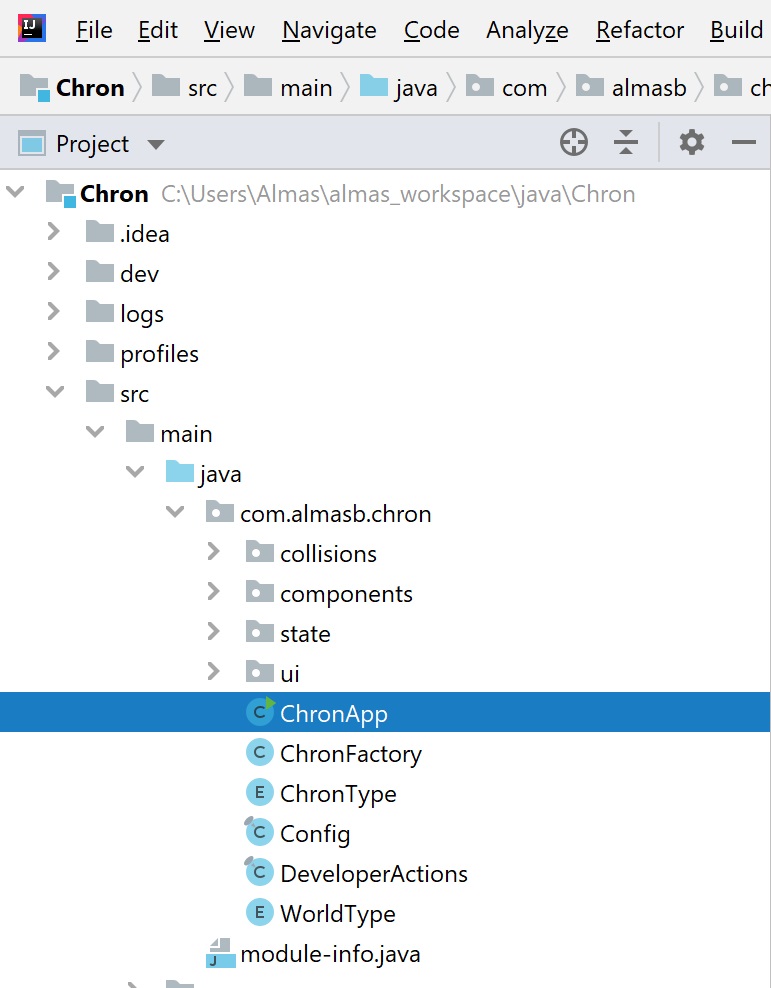 IJ File Edit View Navigate Code Analyze Refactor Build
Chron src main java com almasb ch
Project
Chron C:\Users\Almas\almas_workspace\java\Chron
.idea
dev
logs
profiles
src
main
java
com.almasb.chron
collisions
components
state
ui
C ChronApp
C ChronFactory
E ChronType
C Config
C DeveloperActions
E WorldType
J module-info.java